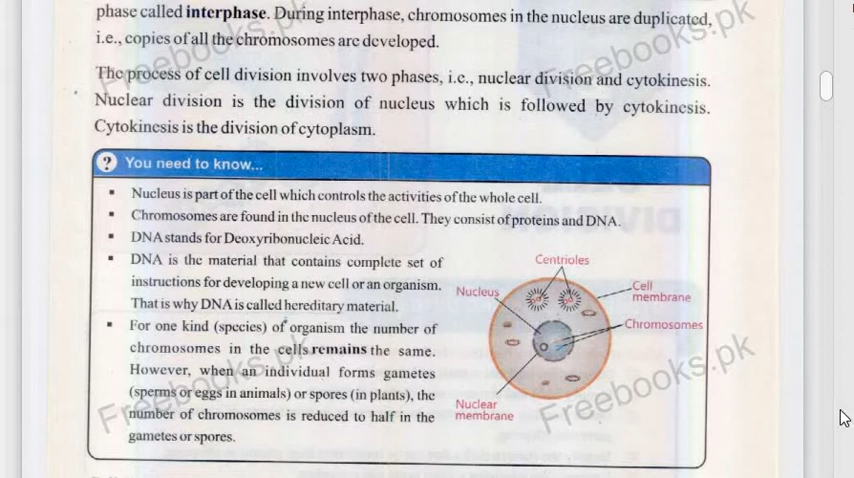 phase called interphase. During interphase, chromosomes in the nucleus are duplicated,
i.e., copies of all the chromosomes are developed.
The process of cell division involves two phases, i.e., nuclear division and cytokinesis.
Nuclear division is the division of nucleus which is followed by cytokinesis.
Cytokinesis is the division of cytoplasm.
? You need to know...
▪ Nucleus is part of the cell which controls the activities of the whole cell.
▪ Chromosomes are found in the nucleus of the cell. They consist of proteins and DNA.
▪ DNA stands for Deoxyribonucleic Acid.
▪ DNA is the material that contains complete set of
instructions for developing a new cell or an organism.
That is why DNA is called hereditary material.
▪ For one kind (species) of organism the number of
chromosomes in the cells remains the same.
However, when an individual forms gametes
(sperms or eggs in animals) or spores (in plants), the
number of chromosomes is reduced to half in the
gametes or spores.
Centrioles
Nucleus
Cell
membrane
Chromosomes
Nuclear
membrane
Freebooks.pk
Freebooks.pk
Freebooks.pk
Freebooks.pk